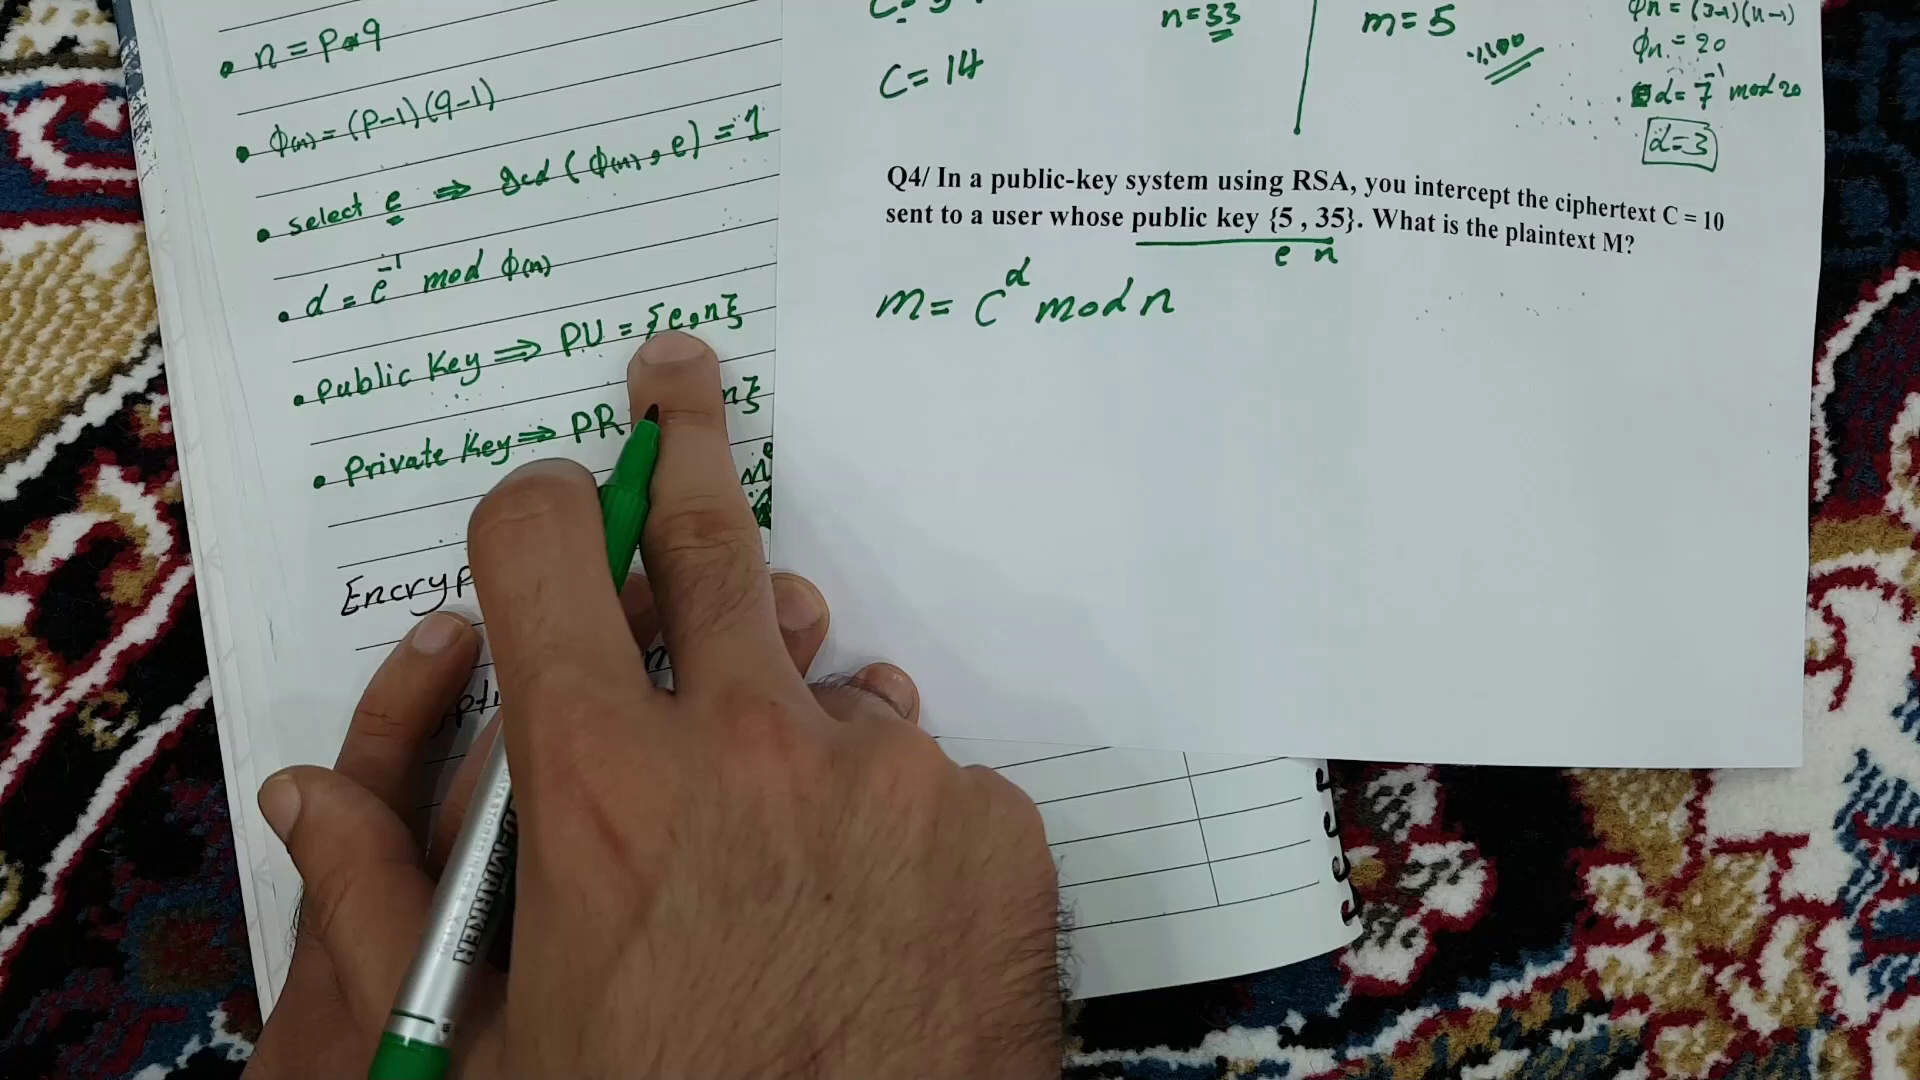 n = p * q
ϕ(n) = (p-1)(q-1)
select e ⇒ gcd (ϕ(n), e) = 1
d = e⁻¹ mod ϕ(n)
public key ⇒ PU = {e,n}
Private key ⇒ PR n}
Encryp
C = 14
n = 33
m = 5
ϕn = 20
d = 7⁻¹ mod 20
d = 3
Q4/ In a public-key system using RSA, you intercept the ciphertext C = 10
sent to a user whose public key {5 , 35}. What is the plaintext M?
e n
m = C^d mod n
U-MARKER